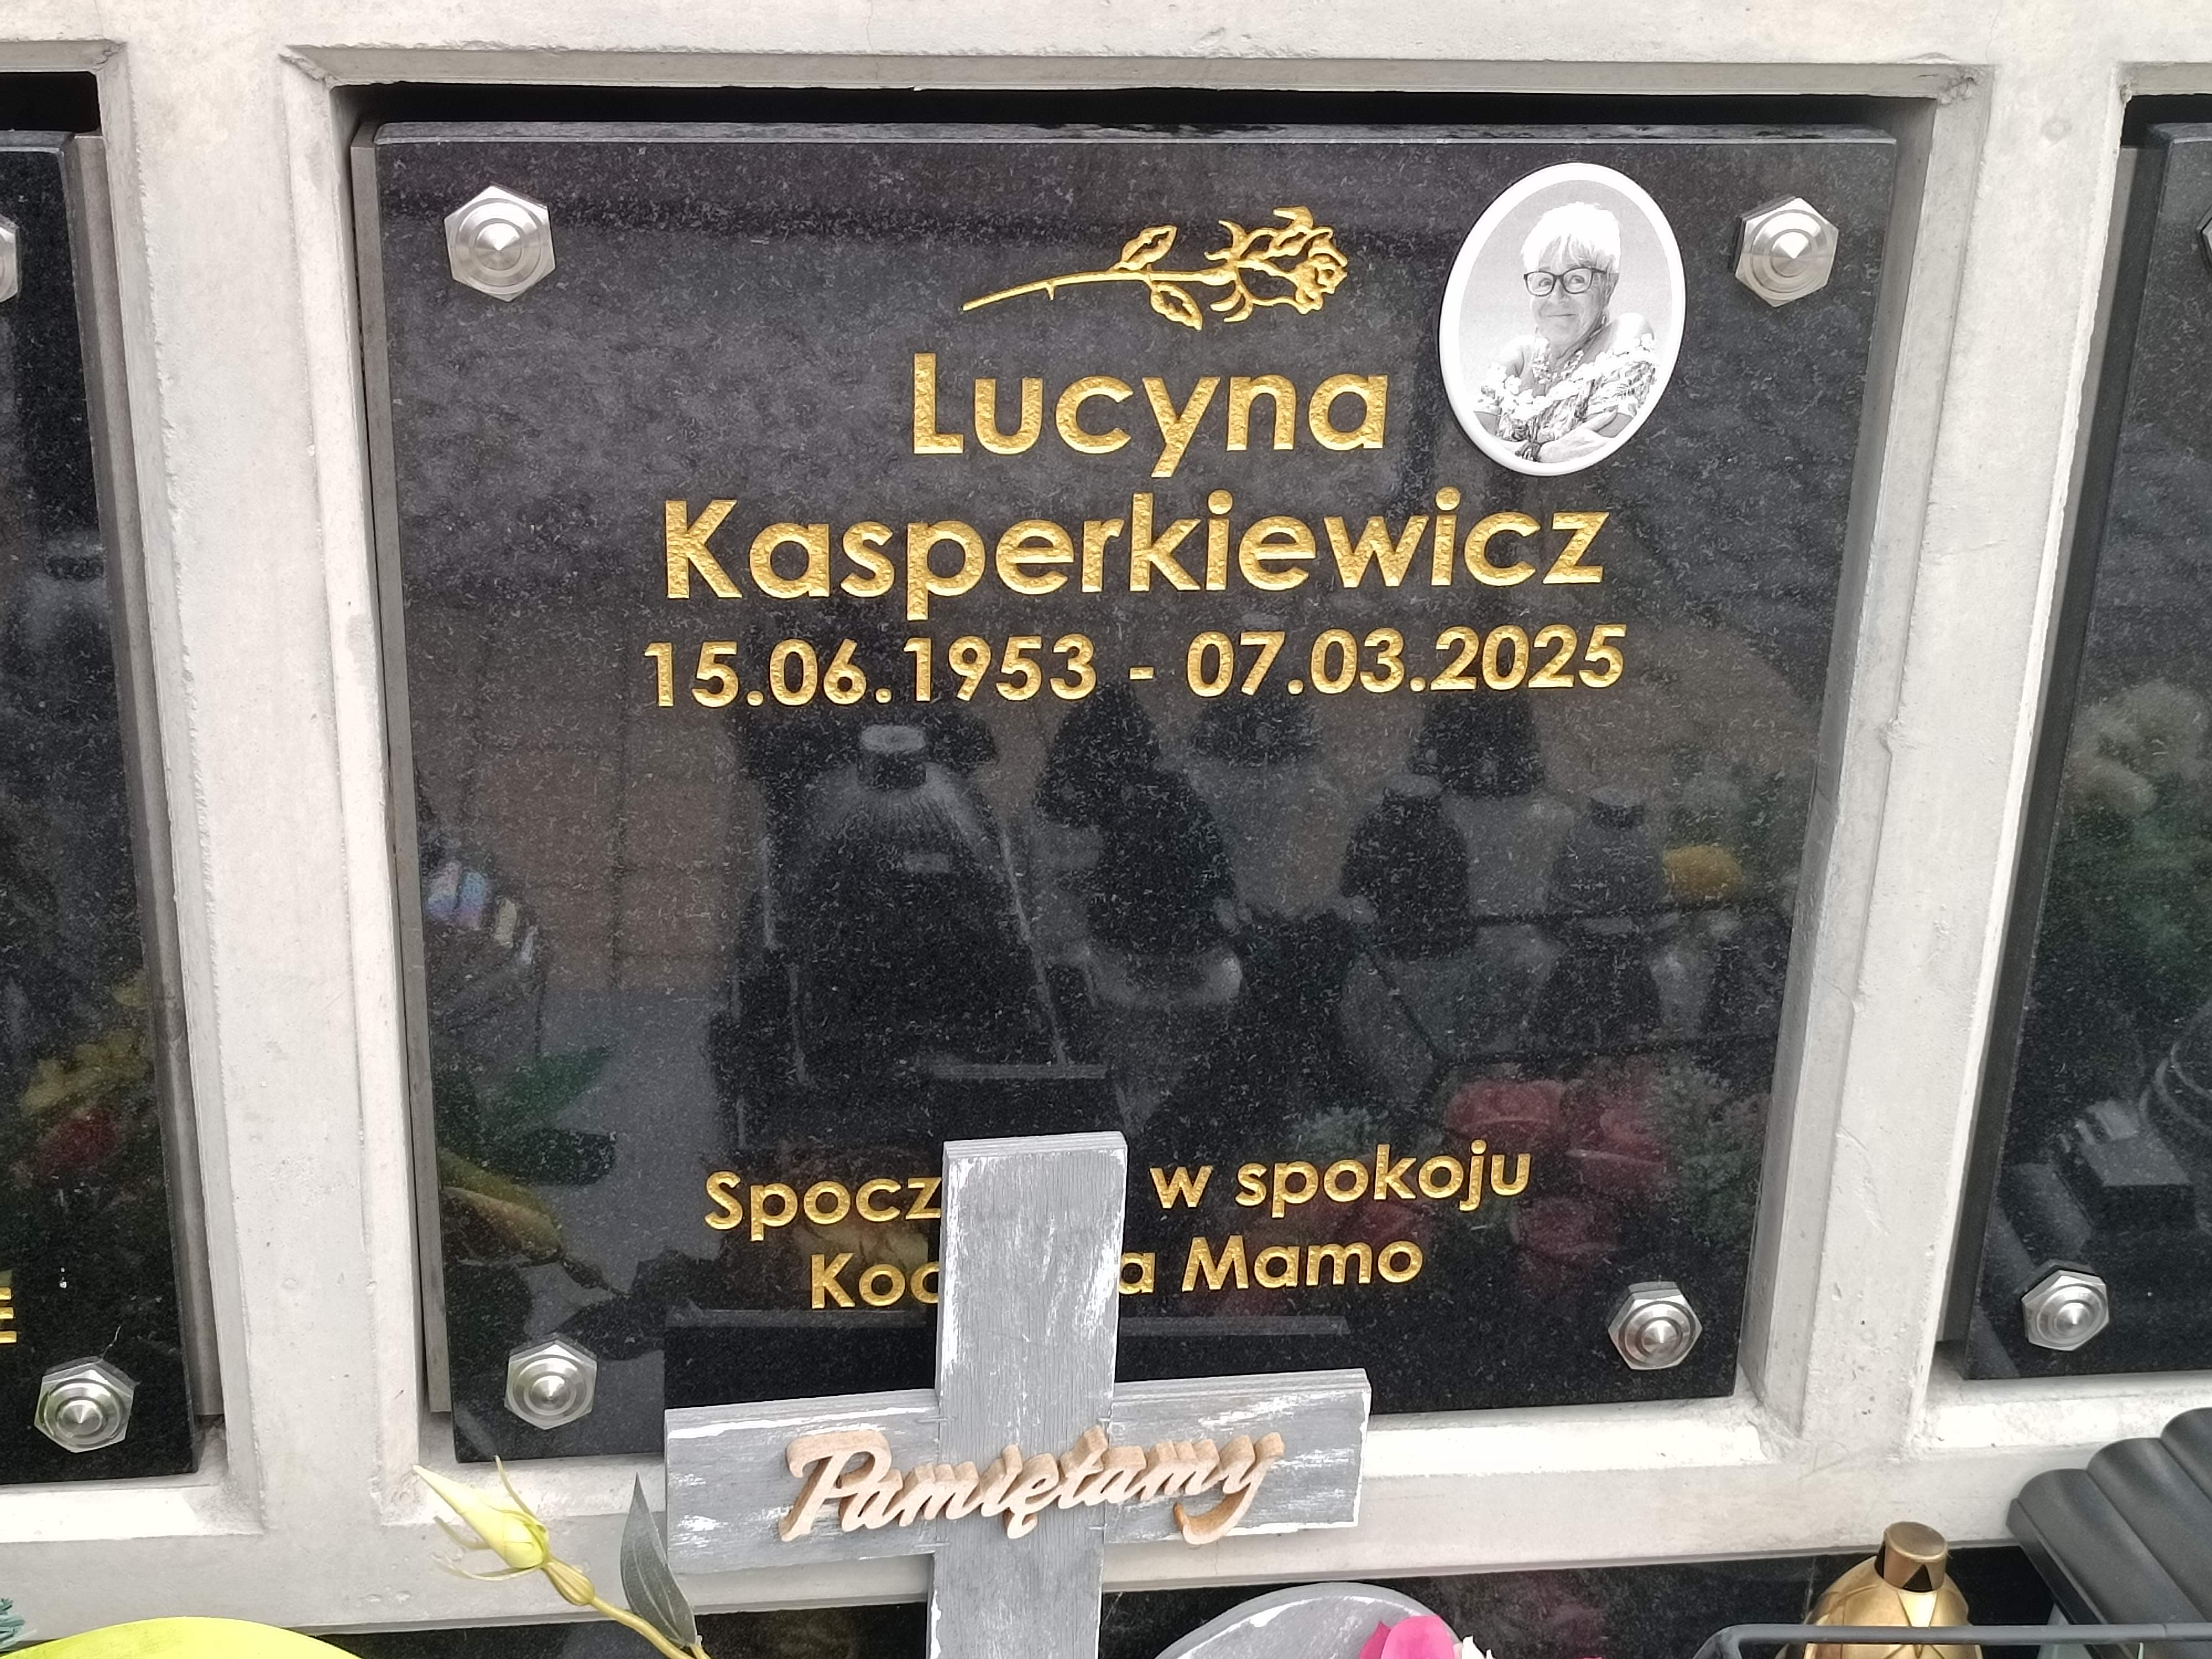 Lucyna
Kasperkiewicz
15.06.1953 - 07.03.2025
w spokoju
Mamo
Pamiętamy